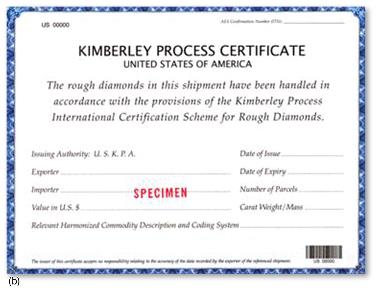 US 00000
AES Confirmation Number (ITN):
KIMBERLEY PROCESS CERTIFICATE
UNITED STATES OF AMERICA
The rough diamonds in this shipment have been handled in
accordance with the provisions of the Kimberley Process
International Certification Scheme for Rough Diamonds.
Issuing Authority: U. S. K. P. A.
Date of Issue
Exporter
Date of Expiry
Importer
SPECIMEN
Number of Parcels
Value in U.S. $
Carat Weight/Mass
Relevant Harmonized Commodity Description and Coding System
The issuer of this certificate accepts no responsibility relating to the accuracy of the data recorded by the exporter of the referenced shipment.
US 00000
(b)